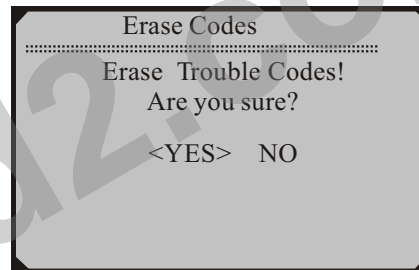 Erase Codes
Erase Trouble Codes!
Are you sure?
<YES> NO